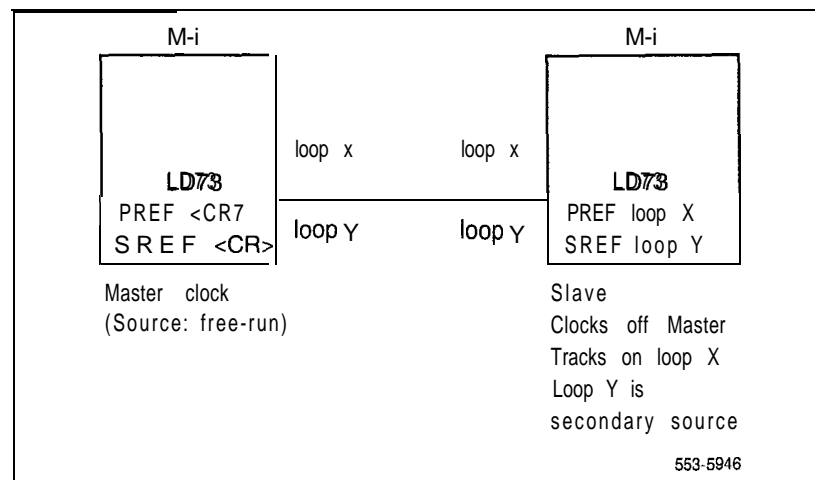 M-i
M-i
loop x
loop x
LD73
LD73
PREF <CR7
PREF loop X
SREF <CR>
loop Y
loop Y
SREF loop Y
Master clock
(Source: free-run)
Slave
Clocks off Master
Tracks on loop X
Loop Y is
secondary source
553-5946